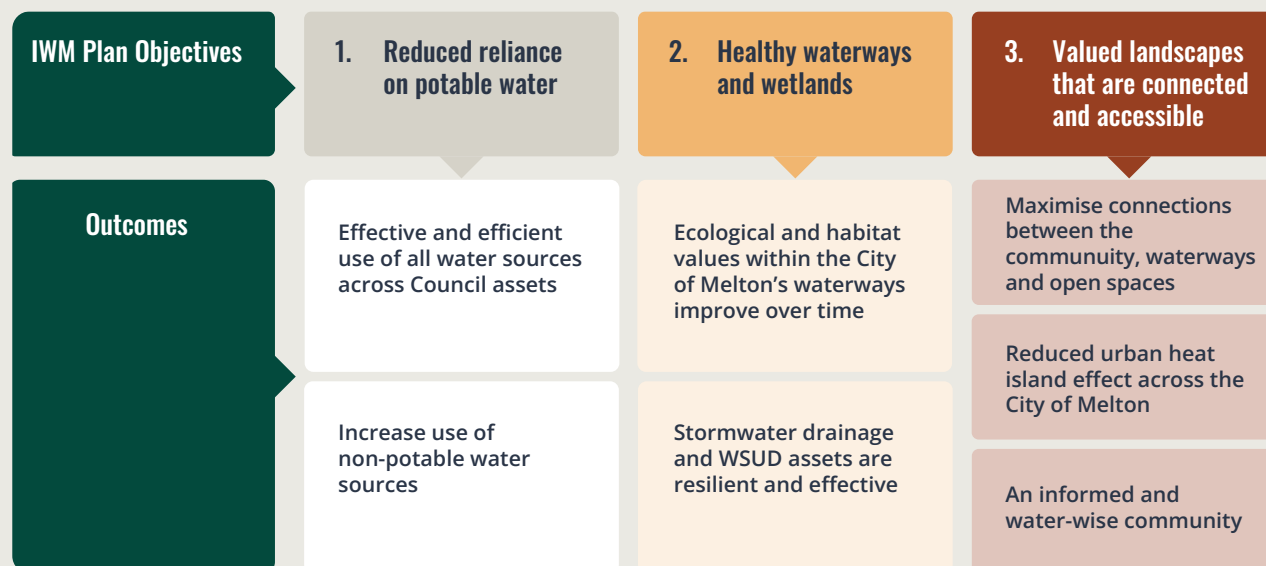 IWM Plan Objectives
1. Reduced reliance
on potable water
2. Healthy waterways
and wetlands
3. Valued landscapes
that are connected
and accessible
Outcomes
Effective and efficient
use of all water sources
across Council assets
Increase use of
non-potable water
sources
Ecological and habitat
values within the City
of Melton’s waterways
improve over time
Stormwater drainage
and WSUD assets are
resilient and effective
Maximise connections
between the
communuity, waterways
and open spaces
Reduced urban heat
island effect across the
City of Melton
An informed and
water-wise community